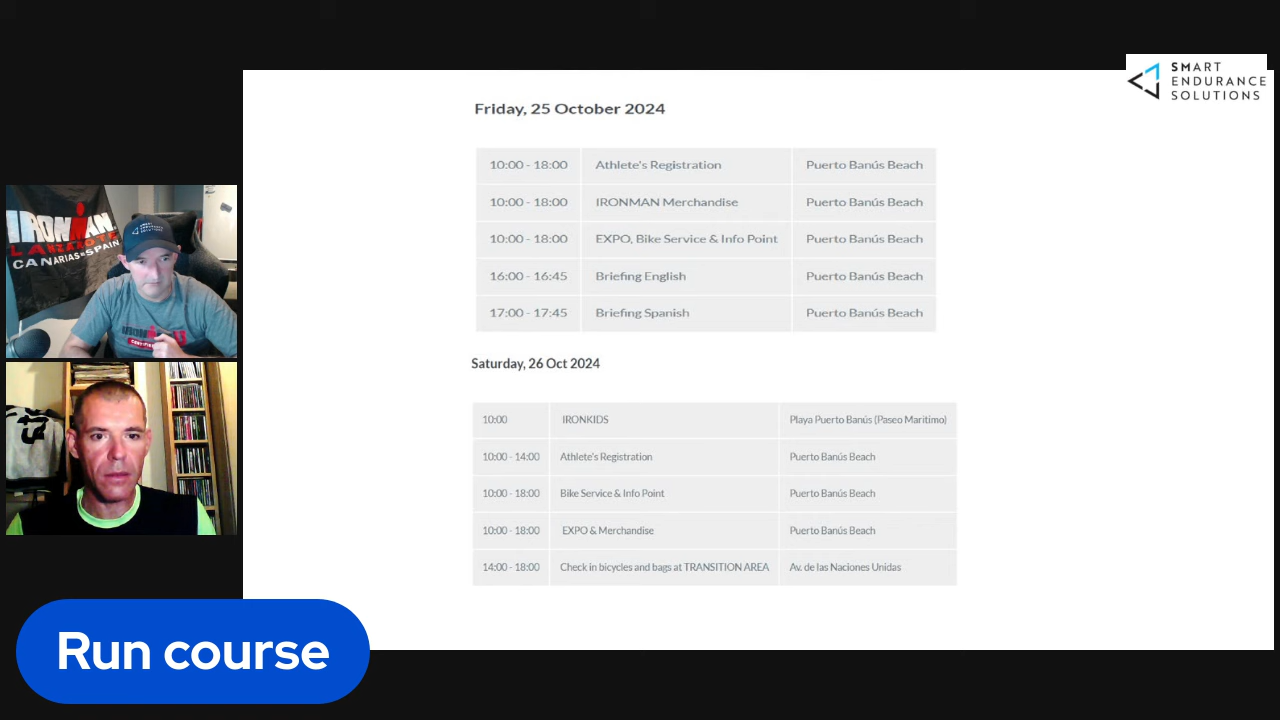 SMART
ENDURANCE
SOLUTIONS
Friday, 25 October 2024
10:00 - 18:00 Athlete's Registration Puerto Banús Beach
10:00 - 18:00 IRONMAN Merchandise Puerto Banús Beach
10:00 - 18:00 EXPO, Bike Service & Info Point Puerto Banús Beach
16:00 - 16:45 Briefing English Puerto Banús Beach
17:00 - 17:45 Briefing Spanish Puerto Banús Beach
Saturday, 26 Oct 2024
10:00 IRONKIDS Playa Puerto Banús (Paseo Marítimo)
10:00 - 14:00 Athlete's Registration Puerto Banús Beach
10:00 - 18:00 Bike Service & Info Point Puerto Banús Beach
10:00 - 18:00 EXPO & Merchandise Puerto Banús Beach
14:00 - 18:00 Check in bicycles and bags at TRANSITION AREA Av. de las Naciones Unidas
IRONMAN
LANZAROTE
CANARIAS SPAIN
SMART
ENDURANCE
SOLUTIONS
IRONMAN
Run course